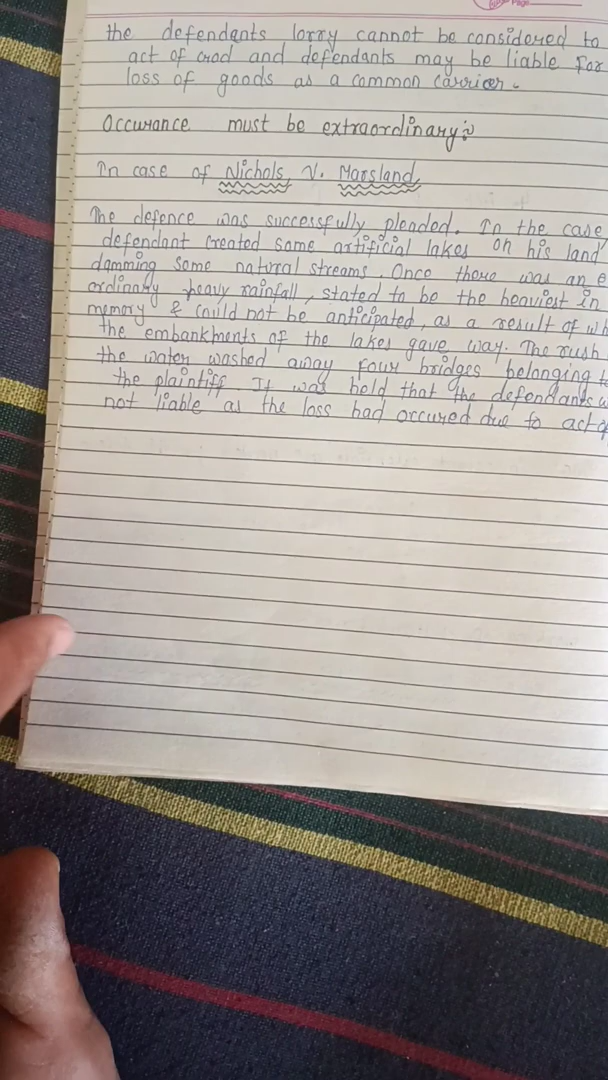 Page
the defendants lorry cannot be considered to
act of God and defendants may be liable for
loss of goods as a common carrier.
Occurance must be extraordinary :
In case of Nichols V. Marsland
The defence was successfully pleaded. In the case
defendant created some artificial lakes on his land
damming some natural streams. Once there was an e
ordinary heavy rainfall, stated to be the heaviest in
memory & could not be anticipated, as a result of wh
the embankments of the lakes gave way. The rush
the water washed away four bridges belonging t
the plaintiff It was held that the defendants w
not liable as the loss had occured due to act o